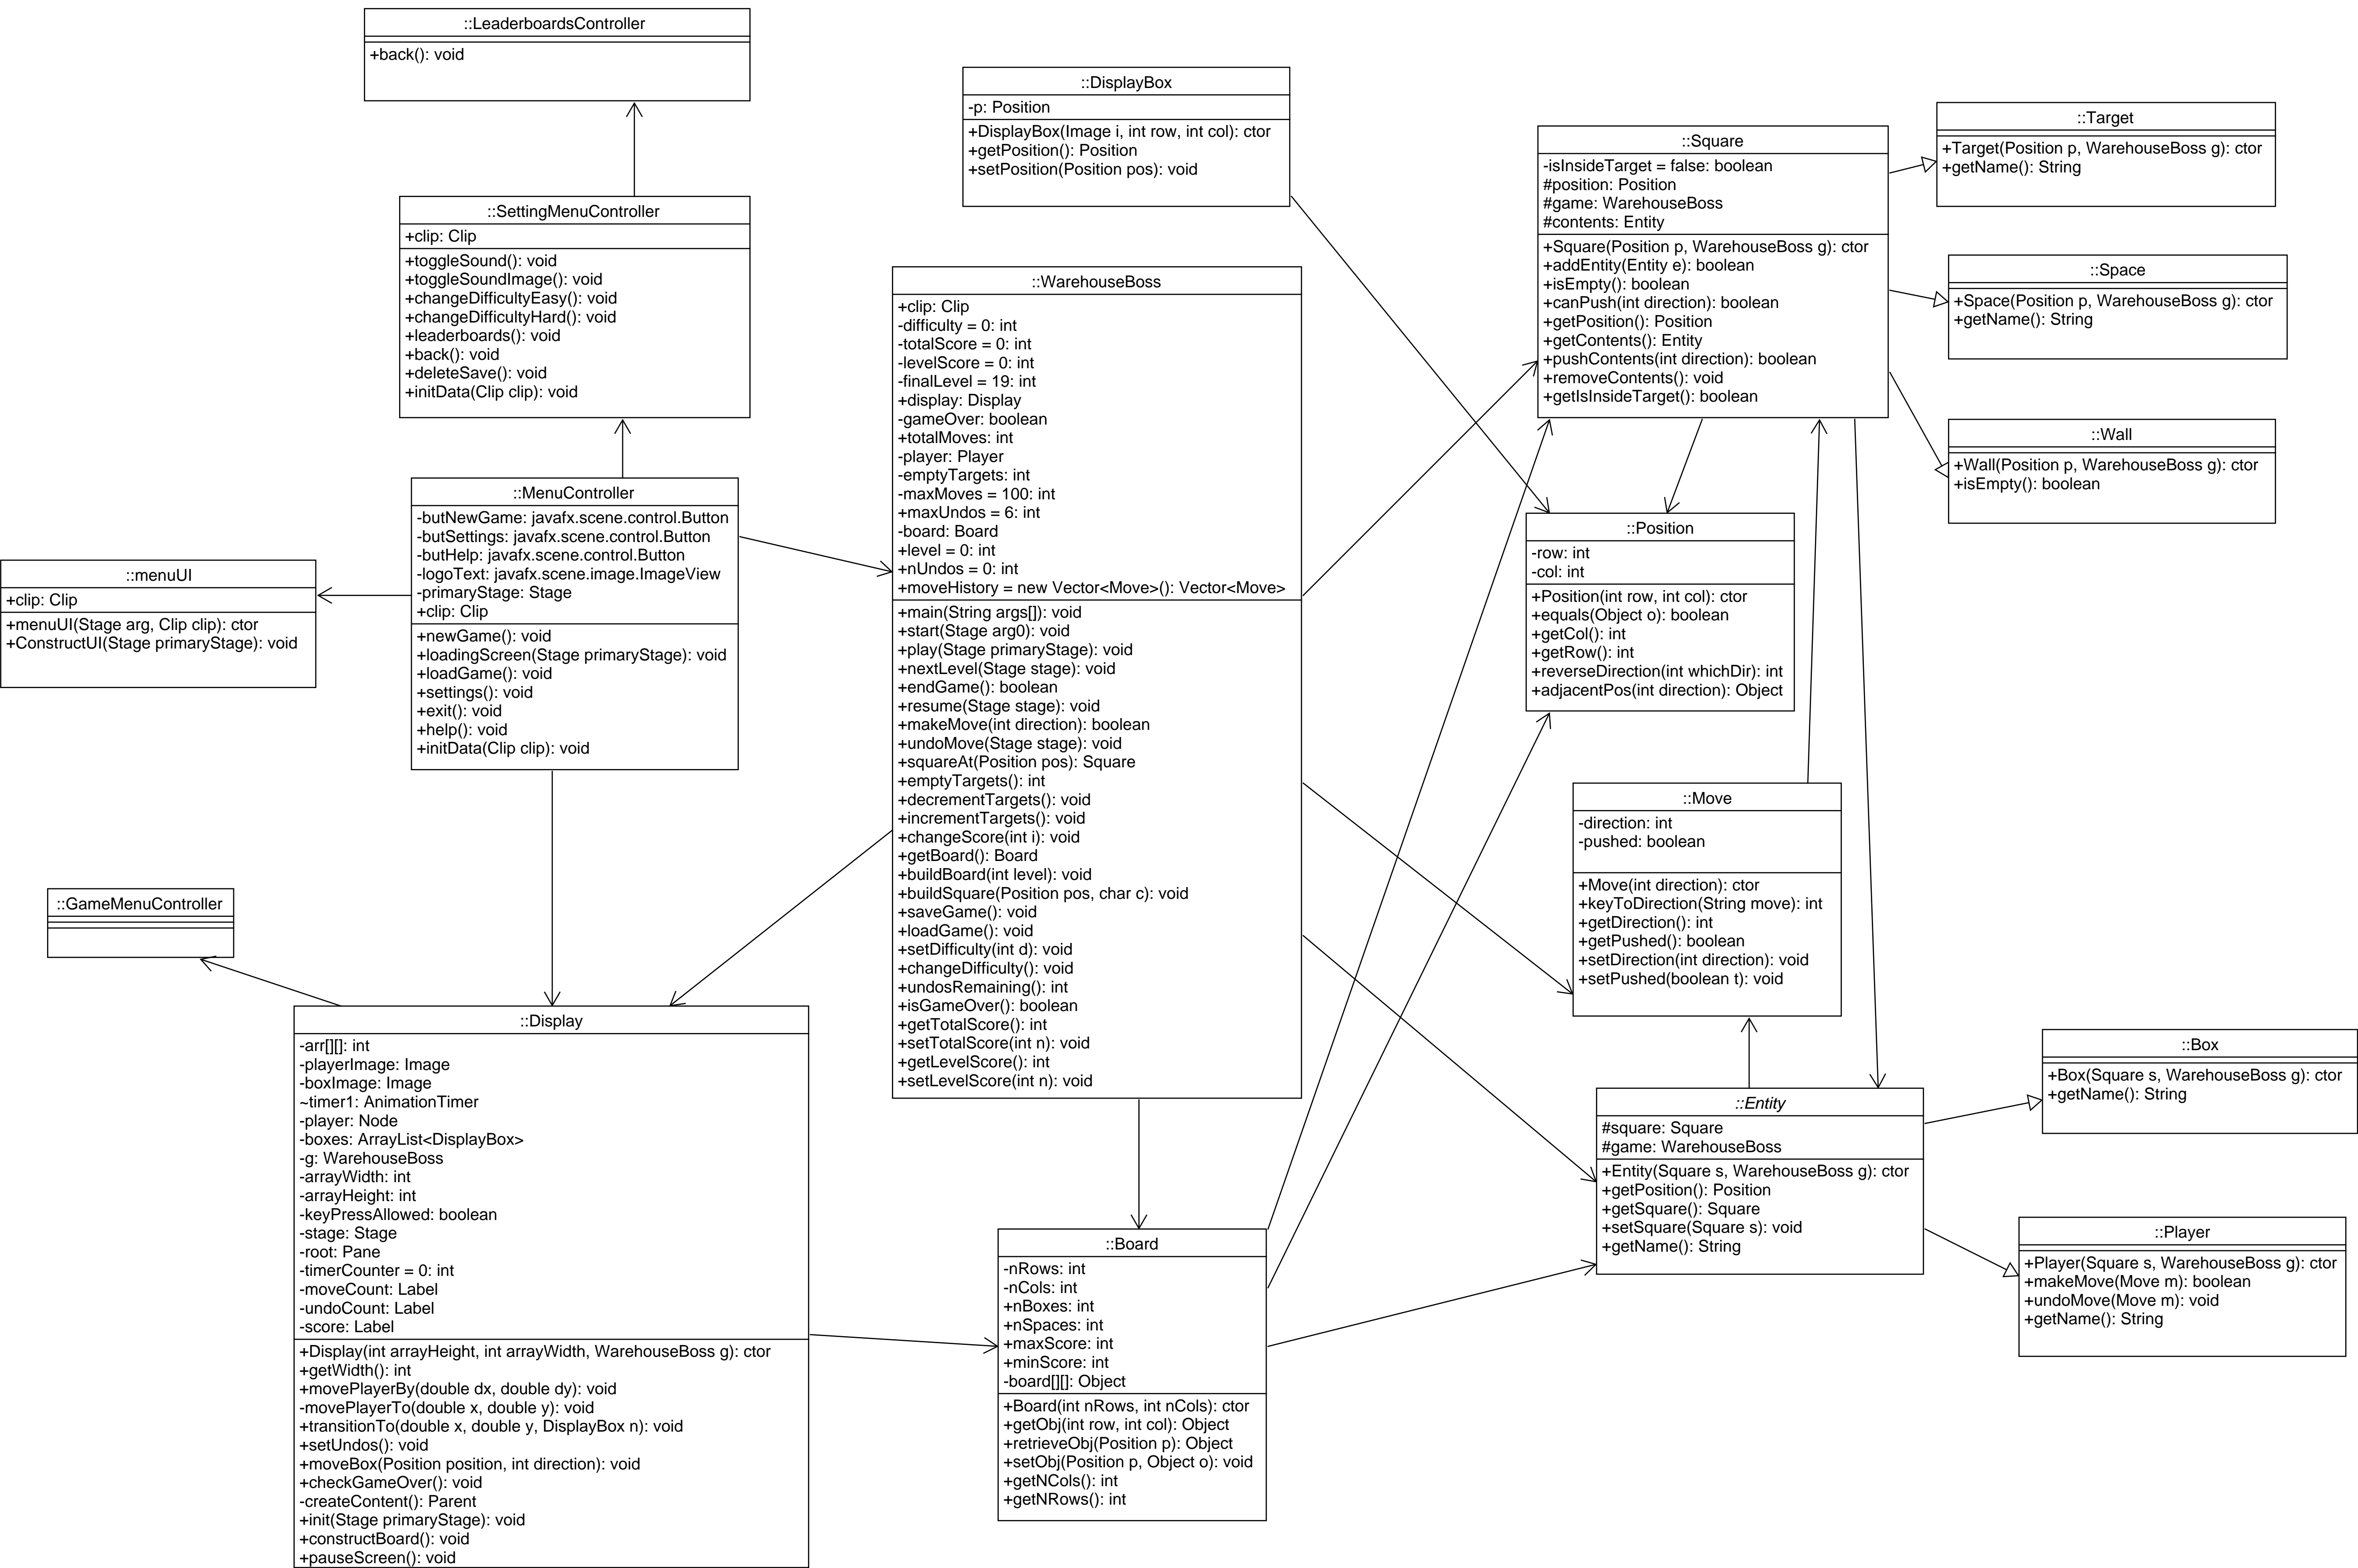 ::LeaderboardsController
+back(): void
::SettingMenuController
+clip: Clip
+toggleSound(): void
+toggleSoundImage(): void
+changeDifficultyEasy(): void
+changeDifficultyHard(): void
+leaderboards(): void
+back(): void
+deleteSave(): void
+initData(Clip clip): void
::MenuController
-butNewGame: javafx.scene.control.Button
-butSettings: javafx.scene.control.Button
-butHelp: javafx.scene.control.Button
-logoText: javafx.scene.image.ImageView
-primaryStage: Stage
+clip: Clip
+newGame(): void
+loadingScreen(Stage primaryStage): void
+loadGame(): void
+settings(): void
+exit(): void
+help(): void
+initData(Clip clip): void
::menuUI
+clip: Clip
+menuUI(Stage arg, Clip clip): ctor
+ConstructUI(Stage primaryStage): void
::GameMenuController
::Display
-arr[][]: int
-playerImage: Image
-boxImage: Image
~timer1: AnimationTimer
-player: Node
-boxes: ArrayList<DisplayBox>
-g: WarehouseBoss
-arrayWidth: int
-arrayHeight: int
-keyPressAllowed: boolean
-stage: Stage
-root: Pane
-timerCounter = 0: int
-moveCount: Label
-undoCount: Label
-score: Label
+Display(int arrayHeight, int arrayWidth, WarehouseBoss g): ctor
+getWidth(): int
+movePlayerBy(double dx, double dy): void
-movePlayerTo(double x, double y): void
+transitionTo(double x, double y, DisplayBox n): void
+setUndos(): void
+moveBox(Position position, int direction): void
+checkGameOver(): void
-createContent(): Parent
+init(Stage primaryStage): void
+constructBoard(): void
+pauseScreen(): void
::DisplayBox
-p: Position
+DisplayBox(Image i, int row, int col): ctor
+getPosition(): Position
+setPosition(Position pos): void
::WarehouseBoss
+clip: Clip
-difficulty = 0: int
-totalScore = 0: int
-levelScore = 0: int
-finalLevel = 19: int
+display: Display
-gameOver: boolean
+totalMoves: int
-player: Player
-emptyTargets: int
-maxMoves = 100: int
+maxUndos = 6: int
-board: Board
+level = 0: int
+nUndos = 0: int
+moveHistory = new Vector<Move>(): Vector<Move>
+main(String args[]): void
+start(Stage arg0): void
+play(Stage primaryStage): void
+nextLevel(Stage stage): void
+endGame(): boolean
+resume(Stage stage): void
+makeMove(int direction): boolean
+undoMove(Stage stage): void
+squareAt(Position pos): Square
+emptyTargets(): int
+decrementTargets(): void
+incrementTargets(): void
+changeScore(int i): void
+getBoard(): Board
+buildBoard(int level): void
+buildSquare(Position pos, char c): void
+saveGame(): void
+loadGame(): void
+setDifficulty(int d): void
+changeDifficulty(): void
+undosRemaining(): int
+isGameOver(): boolean
+getTotalScore(): int
+setTotalScore(int n): void
+getLevelScore(): int
+setLevelScore(int n): void
::Board
-nRows: int
-nCols: int
+nBoxes: int
+nSpaces: int
+maxScore: int
+minScore: int
-board[][]: Object
+Board(int nRows, int nCols): ctor
+getObj(int row, int col): Object
+retrieveObj(Position p): Object
+setObj(Position p, Object o): void
+getNCols(): int
+getNRows(): int
::Square
-isInsideTarget = false: boolean
#position: Position
#game: WarehouseBoss
#contents: Entity
+Square(Position p, WarehouseBoss g): ctor
+addEntity(Entity e): boolean
+isEmpty(): boolean
+canPush(int direction): boolean
+getPosition(): Position
+getContents(): Entity
+pushContents(int direction): boolean
+removeContents(): void
+getIsInsideTarget(): boolean
::Position
-row: int
-col: int
+Position(int row, int col): ctor
+equals(Object o): boolean
+getCol(): int
+getRow(): int
+reverseDirection(int whichDir): int
+adjacentPos(int direction): Object
::Move
-direction: int
-pushed: boolean
+Move(int direction): ctor
+keyToDirection(String move): int
+getDirection(): int
+getPushed(): boolean
+setDirection(int direction): void
+setPushed(boolean t): void
::Entity
#square: Square
#game: WarehouseBoss
+Entity(Square s, WarehouseBoss g): ctor
+getPosition(): Position
+getSquare(): Square
+setSquare(Square s): void
+getName(): String
::Target
+Target(Position p, WarehouseBoss g): ctor
+getName(): String
::Space
+Space(Position p, WarehouseBoss g): ctor
+getName(): String
::Wall
+Wall(Position p, WarehouseBoss g): ctor
+isEmpty(): boolean
::Box
+Box(Square s, WarehouseBoss g): ctor
+getName(): String
::Player
+Player(Square s, WarehouseBoss g): ctor
+makeMove(Move m): boolean
+undoMove(Move m): void
+getName(): String